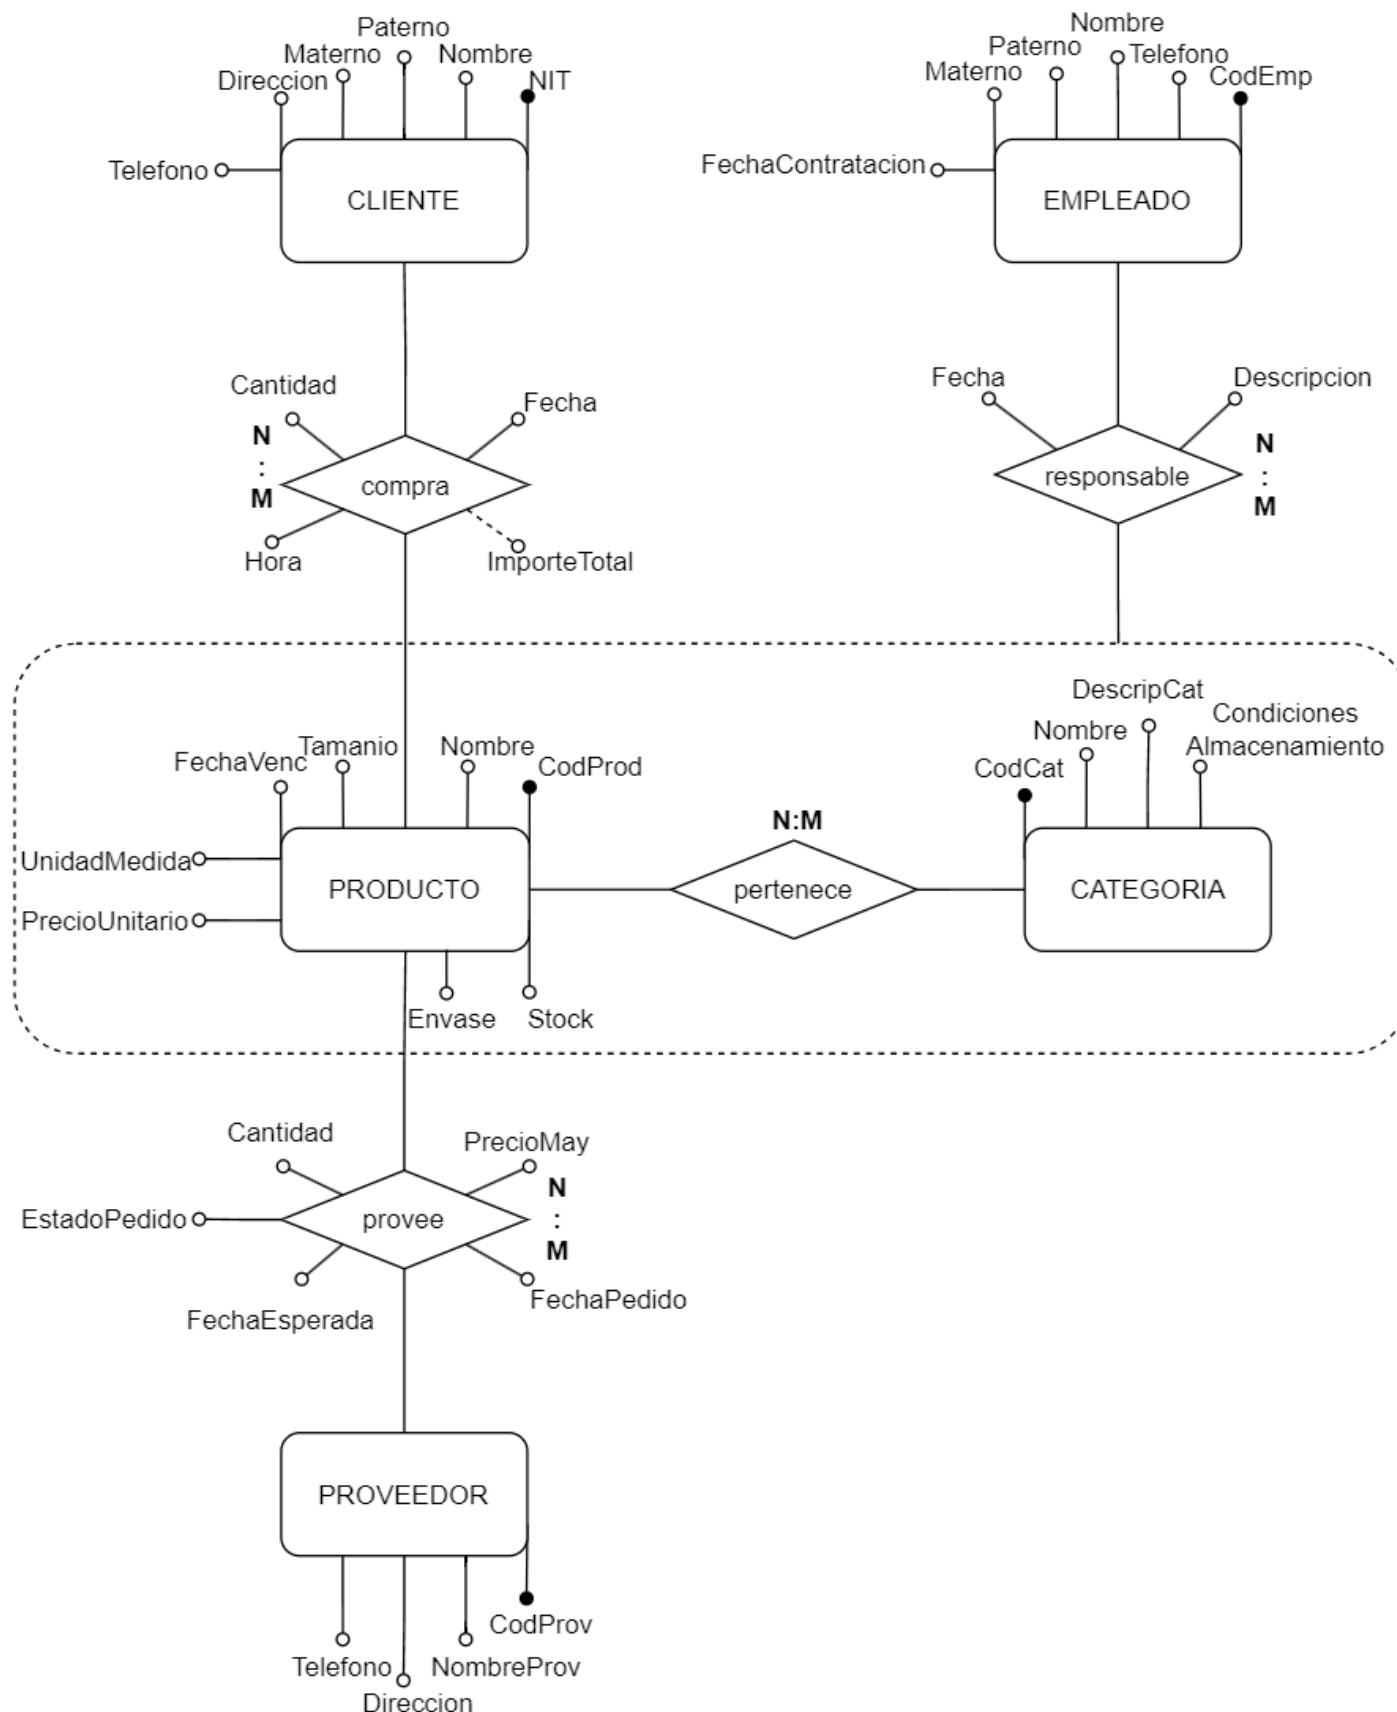 Paterno
Materno
Nombre
Direccion
NIT
Telefono
CLIENTE
Nombre
Paterno
Telefono
Materno
CodEmp
FechaContratacion
EMPLEADO
Cantidad
Fecha
N
:
M
compra
Hora
ImporteTotal
Fecha
Descripcion
responsable
N
:
M
FechaVenc
Tamanio
Nombre
CodProd
UnidadMedida
PrecioUnitario
PRODUCTO
Envase
Stock
N:M
pertenece
DescripCat
Nombre
Condiciones
Almacenamiento
CodCat
CATEGORIA
Cantidad
PrecioMay
EstadoPedido
provee
N
:
M
FechaEsperada
FechaPedido
PROVEEDOR
CodProv
Telefono
NombreProv
Direccion